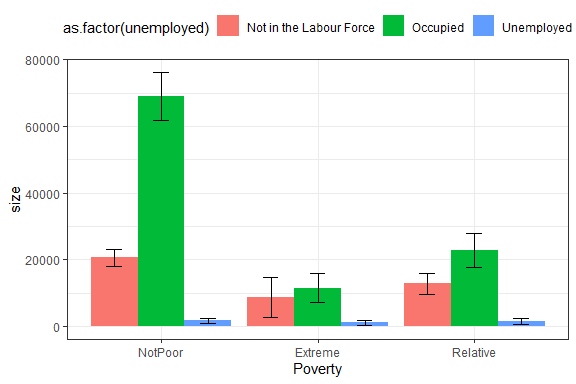 as.factor(unemployed) Not in the Labour Force Occupied Unemployed
80000
60000
40000
20000
0
size
NotPoor Extreme Relative
Poverty